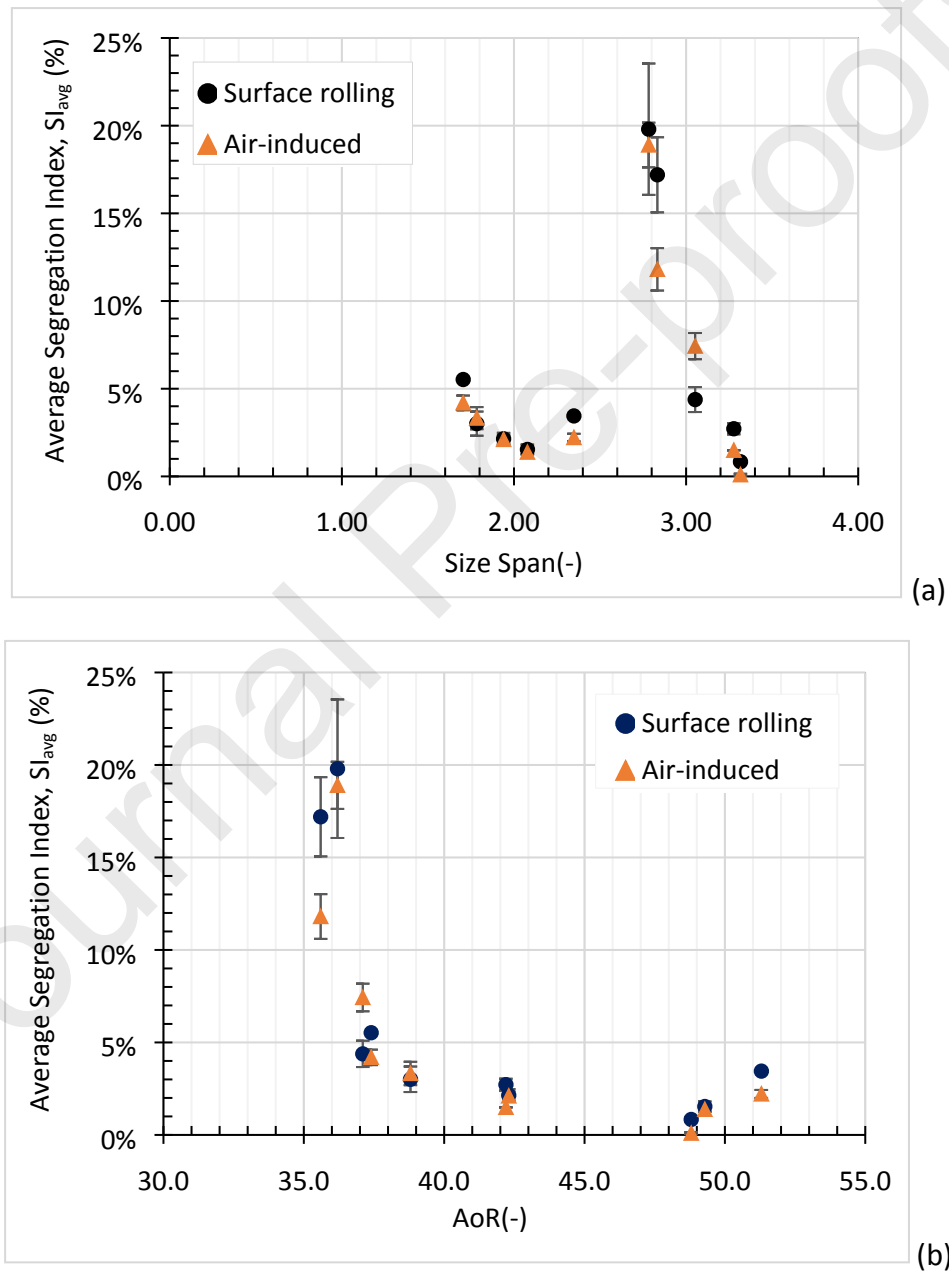 25%
20%
15%
10%
5%
0%
Average Segregation Index, SIavg (%)
Surface rolling
Air-induced
0.00 1.00 2.00 3.00 4.00
Size Span(-)
(a)
25%
20%
15%
10%
5%
0%
Average Segregation Index, SIavg (%)
Surface rolling
Air-induced
30.0 35.0 40.0 45.0 50.0 55.0
AoR(-)
(b)
ournal Pre-proof